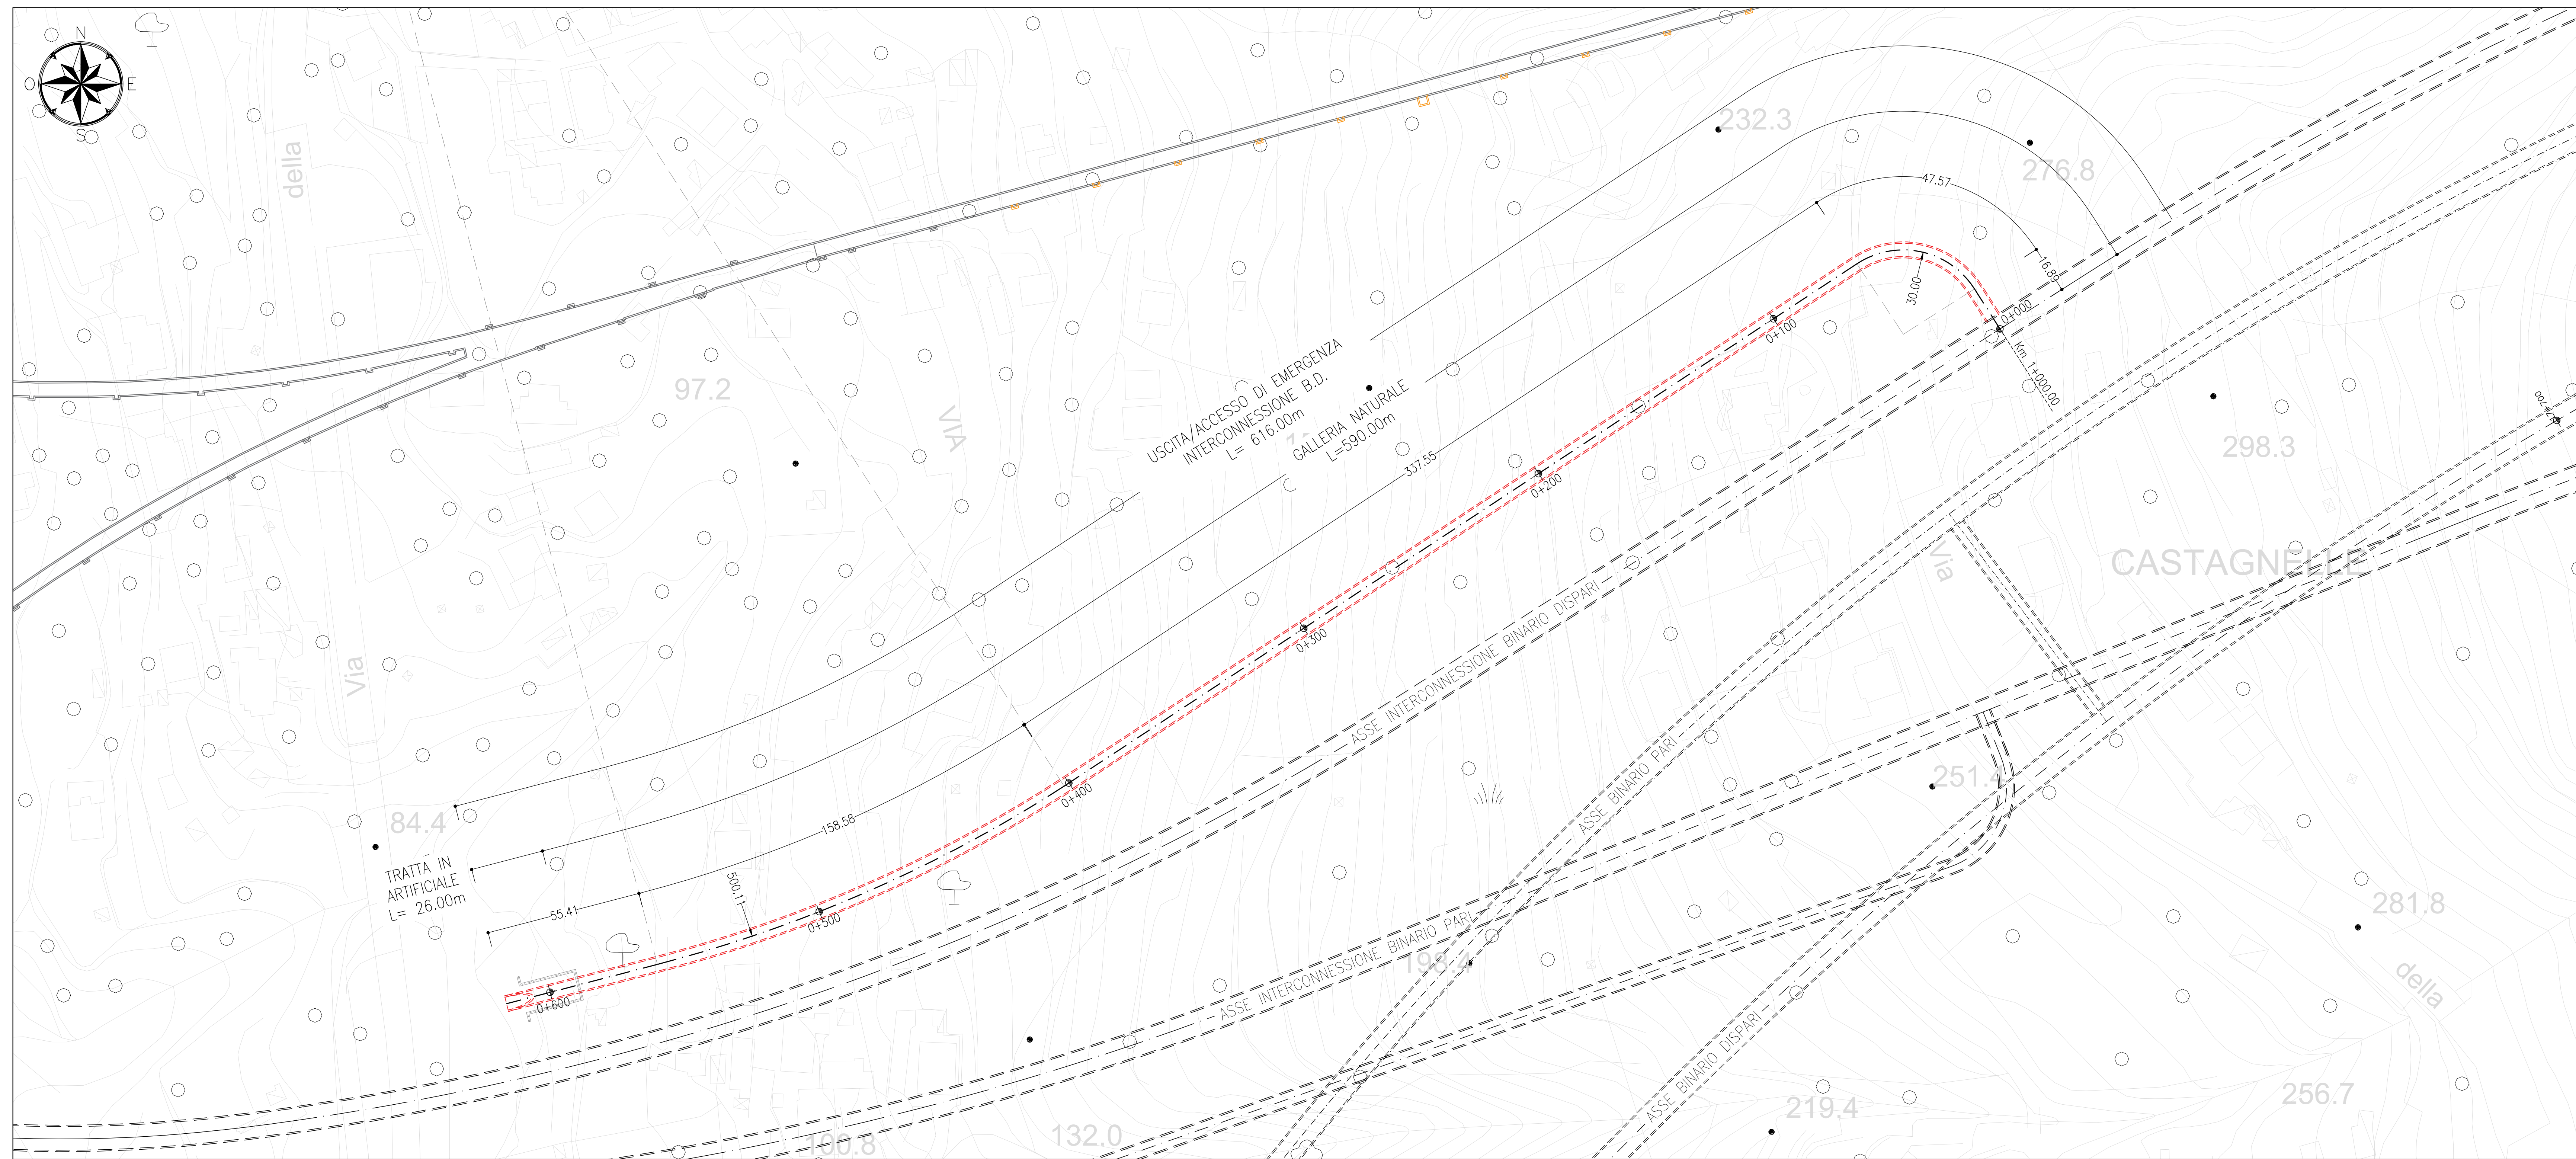 N
O
E
S
della
232.3
276.8
47.57
16.89
30.00
0+000
0+100
Km 1+000.00
USCITA/ACCESSO DI EMERGENZA
INTERCONNESSIONE B.D.
L= 616.00m
GALLERIA NATURALE
L=590.00m
97.2
VIA
337.55
298.3
0+200
Via
CASTAGNELLE
ASSE INTERCONNESSIONE BINARIO DISPARI
0+300
Via
0+400
ASSE BINARIO PARI
251.4
84.4
158.58
TRATTA IN
ARTIFICIALE
L= 26.00m
500.11
55.41
0+500
281.8
ASSE INTERCONNESSIONE BINARIO PARI
198.4
della
0+600
ASSE BINARIO DISPARI
256.7
219.4
132.0
100.8